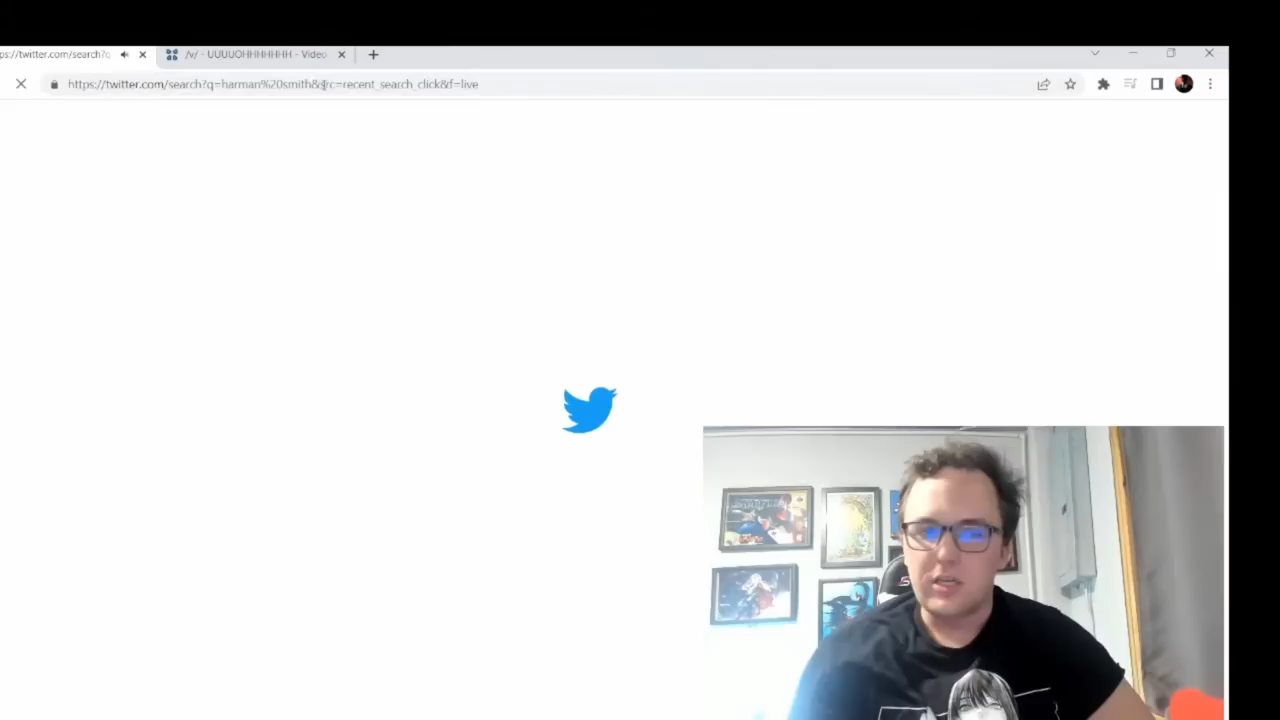 ps://twitter.com/search?q
/v/ - UUUUOHHHHHHH - Video
https://twitter.com/search?q=harman%20smith&src=recent_search_click&f=live